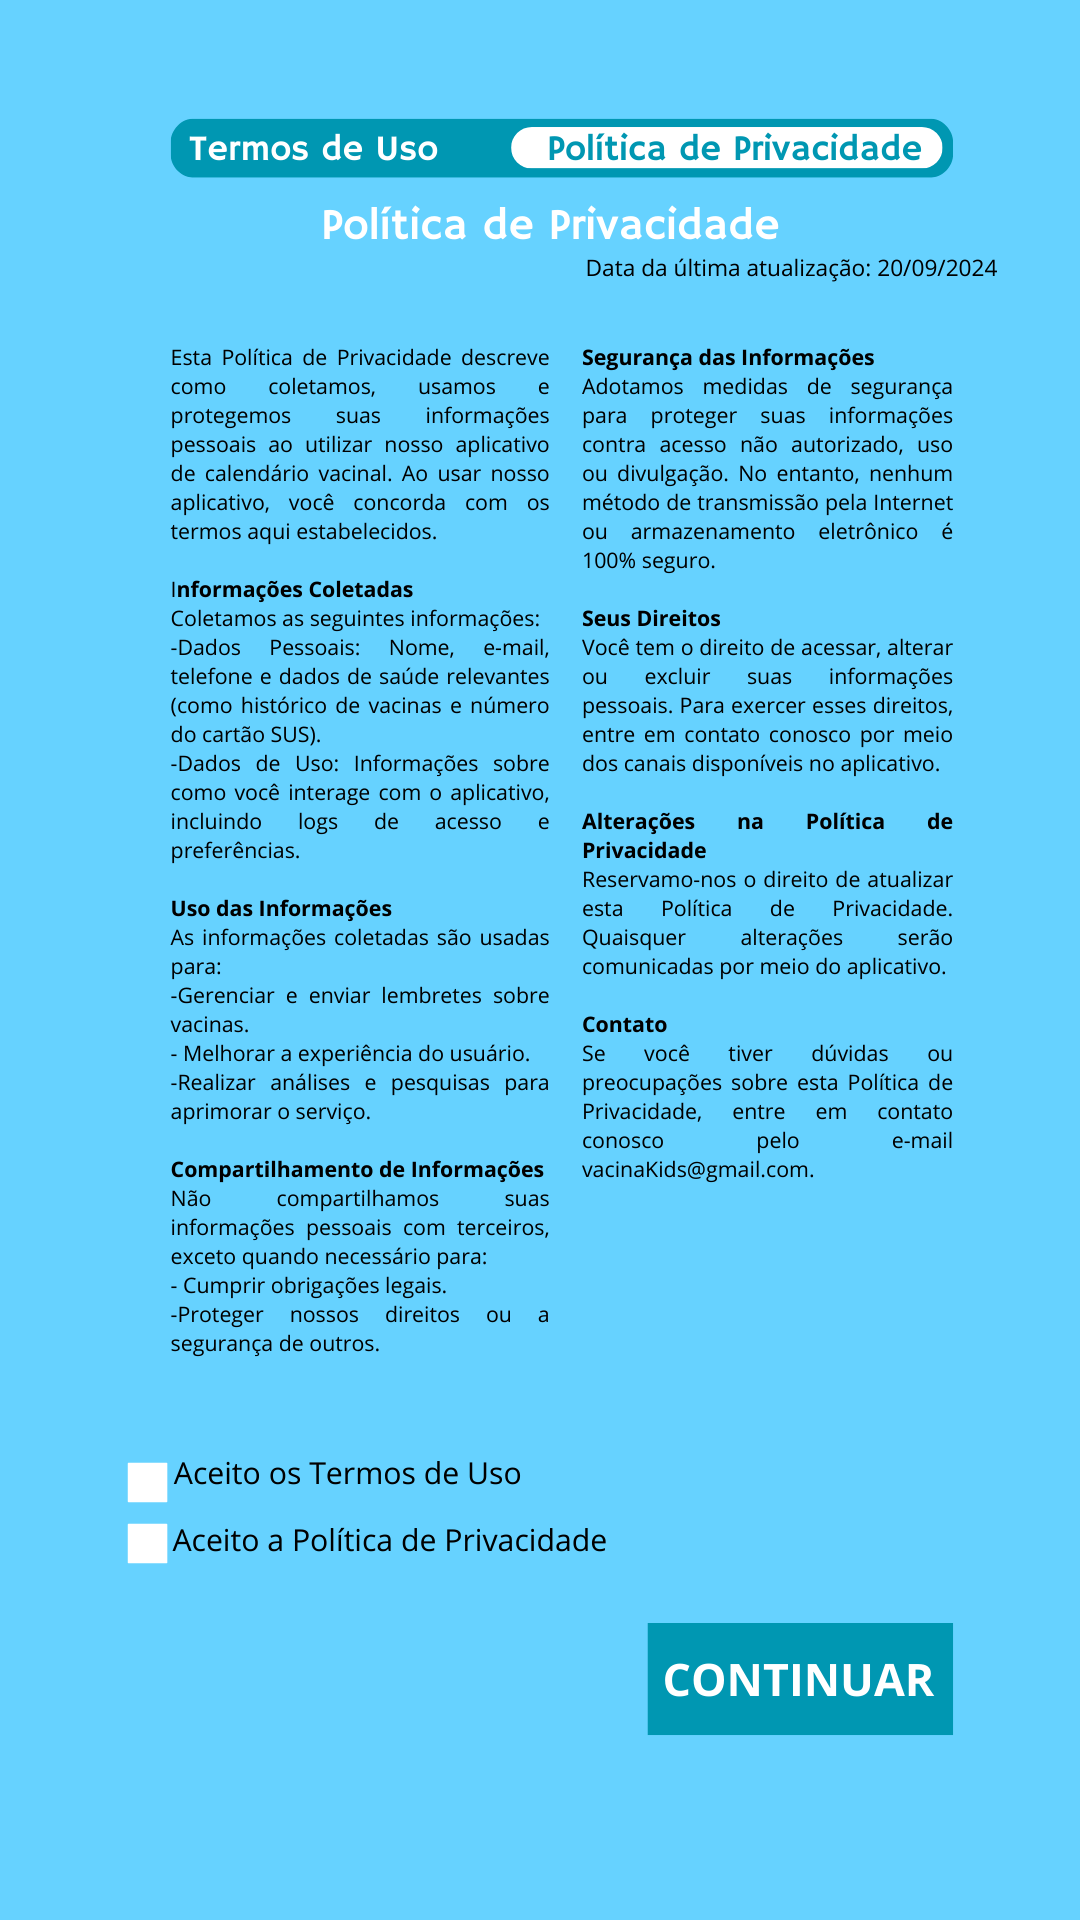 Termos de Uso
Política de Privacidade
Política de Privacidade
Data da última atualização: 20/09/2024
Esta Política de Privacidade descreve
como coletamos, usamos e
protegemos suas informações
pessoais ao utilizar nosso aplicativo
de calendário vacinal. Ao usar nosso
aplicativo, você concorda com os
termos aqui estabelecidos.
Informações Coletadas
Coletamos as seguintes informações:
-Dados Pessoais: Nome, e-mail,
telefone e dados de saúde relevantes
(como histórico de vacinas e número
do cartão SUS).
-Dados de Uso: Informações sobre
como você interage com o aplicativo,
incluindo logs de acesso e
preferências.
Uso das Informações
As informações coletadas são usadas
para:
-Gerenciar e enviar lembretes sobre
vacinas.
- Melhorar a experiência do usuário.
-Realizar análises e pesquisas para
aprimorar o serviço.
Compartilhamento de Informações
Não compartilhamos suas
informações pessoais com terceiros,
exceto quando necessário para:
- Cumprir obrigações legais.
-Proteger nossos direitos ou a
segurança de outros.
Segurança das Informações
Adotamos medidas de segurança
para proteger suas informações
contra acesso não autorizado, uso
ou divulgação. No entanto, nenhum
método de transmissão pela Internet
ou armazenamento eletrônico é
100% seguro.
Seus Direitos
Você tem o direito de acessar, alterar
ou excluir suas informações
pessoais. Para exercer esses direitos,
entre em contato conosco por meio
dos canais disponíveis no aplicativo.
Alterações na Política de
Privacidade
Reservamo-nos o direito de atualizar
esta Política de Privacidade.
Quaisquer alterações serão
comunicadas por meio do aplicativo.
Contato
Se você tiver dúvidas ou
preocupações sobre esta Política de
Privacidade, entre em contato
conosco pelo e-mail
vacinaKids@gmail.com.
Aceito os Termos de Uso
Aceito a Política de Privacidade
CONTINUAR